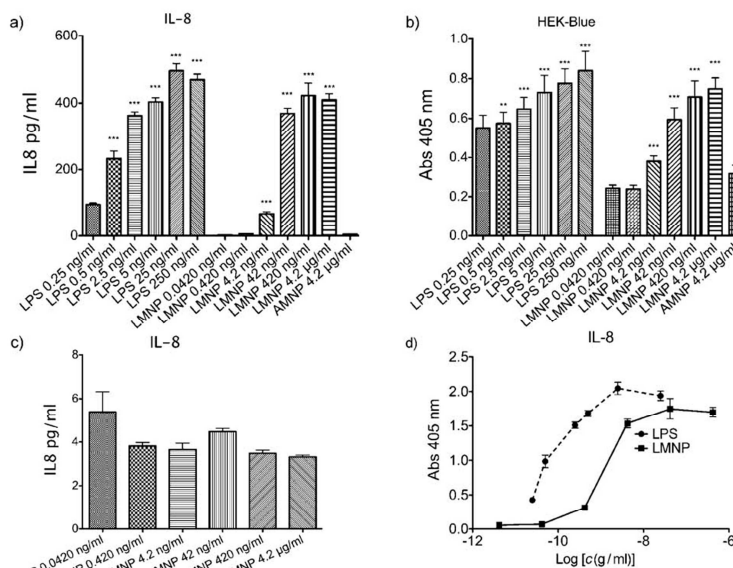 a)
IL-8
IL8 pg/ml
600
400
200
0
LPS 0.25 ng/ml
LPS 0.5 ng/ml
LPS 2.5 ng/ml
LPS 5 ng/ml
LPS 25 ng/ml
LPS 250 ng/ml
LMNP 0.0420 ng/ml
LMNP 0.420 ng/ml
LMNP 4.2 ng/ml
LMNP 42 ng/ml
LMNP 420 ng/ml
LMNP 4.2 µg/ml
AMNP 4.2 µg/ml
*** *** *** *** *** *** *** *** ***
b)
HEK-Blue
Abs 405 nm
1.0
0.8
0.6
0.4
0.2
0.0
LPS 0.25 ng/ml
LPS 0.5 ng/ml
LPS 2.5 ng/ml
LPS 5 ng/ml
LPS 25 ng/ml
LPS 250 ng/ml
LMNP 0.0420 ng/ml
LMNP 0.420 ng/ml
LMNP 4.2 ng/ml
LMNP 42 ng/ml
LMNP 420 ng/ml
LMNP 4.2 µg/ml
AMNP 4.2 µg/ml
** *** *** *** *** *** *** *** ***
c)
IL-8
IL8 pg/ml
8
6
4
2
0
0.0420 ng/ml
0.420 ng/ml
4.2 ng/ml
MNP 42 ng/ml
420 ng/ml
4.2 µg/ml
d)
IL-8
Abs 405 nm
2.5
2.0
1.5
1.0
0.5
0.0
LPS
LMNP
-12
-10
-8
-6
Log [c(g/ml)]